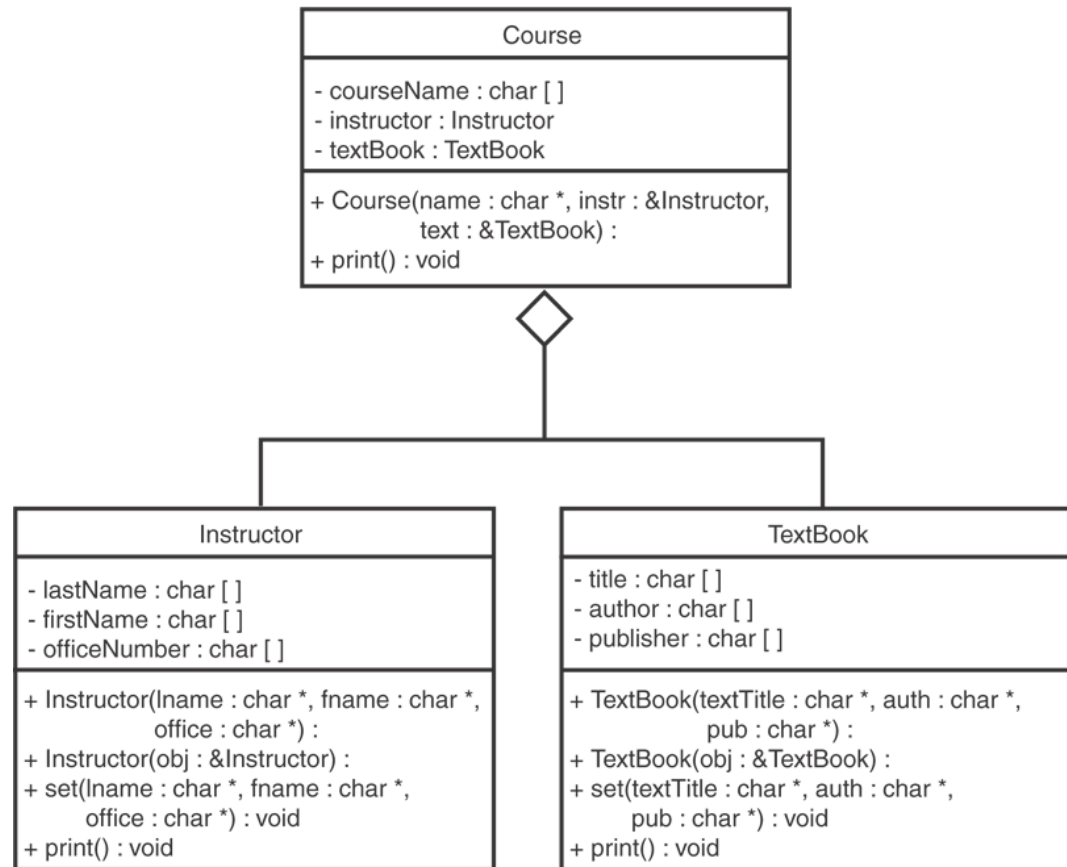 Course
- courseName : char [ ]
- instructor : Instructor
- textBook : TextBook
+ Course(name : char *, instr : &Instructor,
text : &TextBook) :
+ print() : void
Instructor
- lastName : char [ ]
- firstName : char [ ]
- officeNumber : char [ ]
+ Instructor(lname : char *, fname : char *,
office : char *) :
+ Instructor(obj : &Instructor) :
+ set(lname : char *, fname : char *,
office : char *) : void
+ print() : void
TextBook
- title : char [ ]
- author : char [ ]
- publisher : char [ ]
+ TextBook(textTitle : char *, auth : char *,
pub : char *) :
+ TextBook(obj : &TextBook) :
+ set(textTitle : char *, auth : char *,
pub : char *) : void
+ print() : void